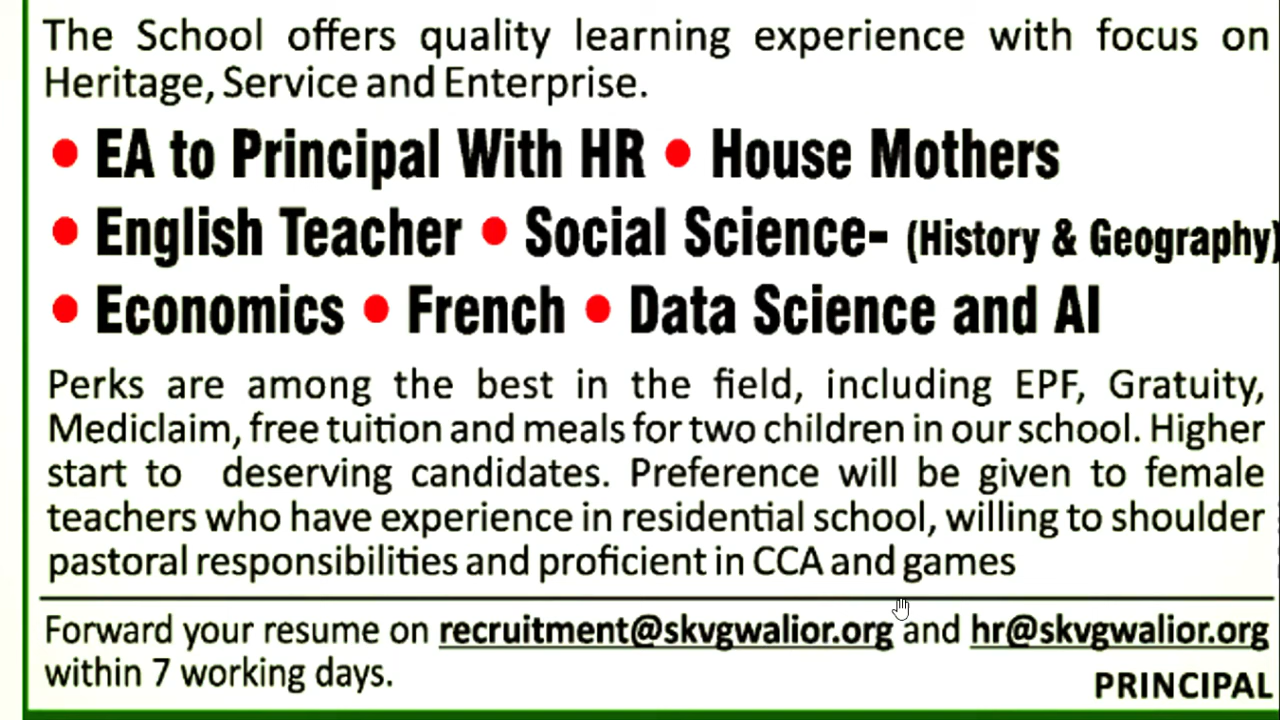 The School offers quality learning experience with focus on
Heritage, Service and Enterprise.
• EA to Principal With HR • House Mothers
• English Teacher • Social Science- (History & Geography)
• Economics • French • Data Science and AI
Perks are among the best in the field, including EPF, Gratuity,
Mediclaim, free tuition and meals for two children in our school. Higher
start to deserving candidates. Preference will be given to female
teachers who have experience in residential school, willing to shoulder
pastoral responsibilities and proficient in CCA and games
Forward your resume on recruitment@skvgwalior.org and hr@skvgwalior.org
within 7 working days.
PRINCIPAL